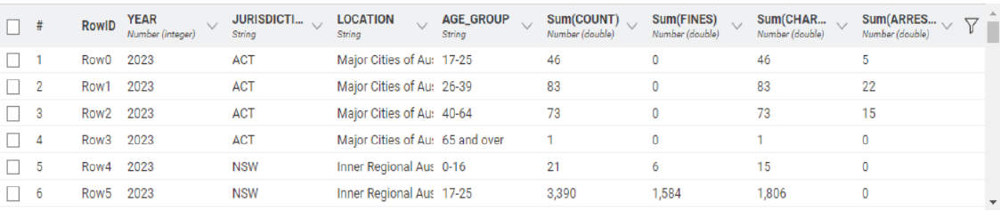 # RowID YEAR JURISDICTI... LOCATION AGE_GROUP Sum(COUNT) Sum(FINES) Sum(CHAR... Sum(ARRES...
Number (integer) String String String Number (double) Number (double) Number (double) Number (double)
1 Row0 2023 ACT Major Cities of Au 17-25 46 0 46 5
2 Row1 2023 ACT Major Cities of Au 26-39 83 0 83 22
3 Row2 2023 ACT Major Cities of Au 40-64 73 0 73 15
4 Row3 2023 ACT Major Cities of Au 65 and over 1 0 1 0
5 Row4 2023 NSW Inner Regional Aus 0-16 21 6 15 0
6 Row5 2023 NSW Inner Regional Aus 17-25 3,390 1,584 1,806 0